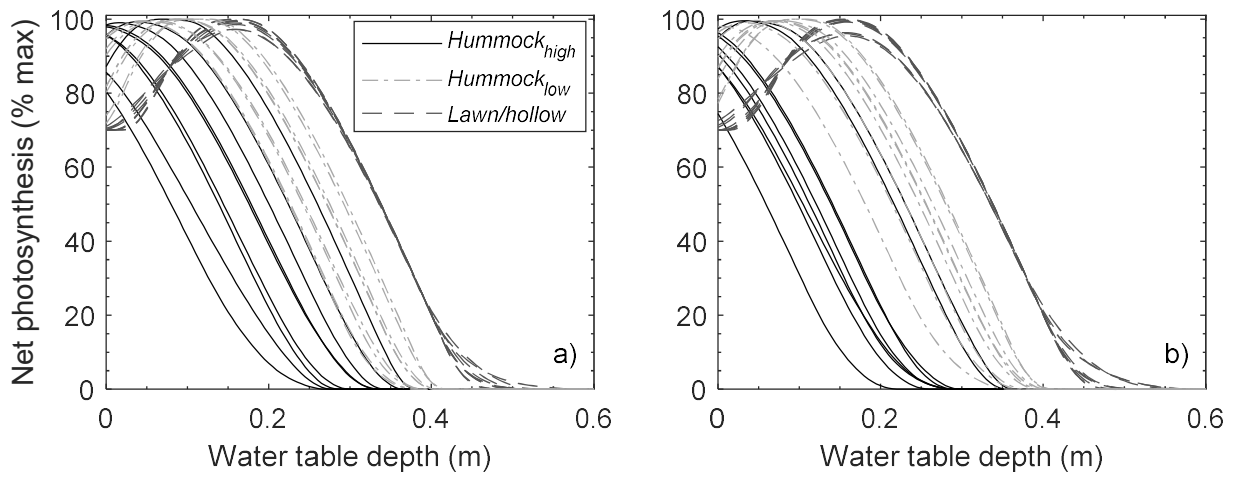 Net photosynthesis (% max)
100
80
60
40
20
0
Hummock_high
Hummock_low
Lawn/hollow
a)
0 0.2 0.4 0.6
Water table depth (m)
100
80
60
40
20
0
b)
0 0.2 0.4 0.6
Water table depth (m)